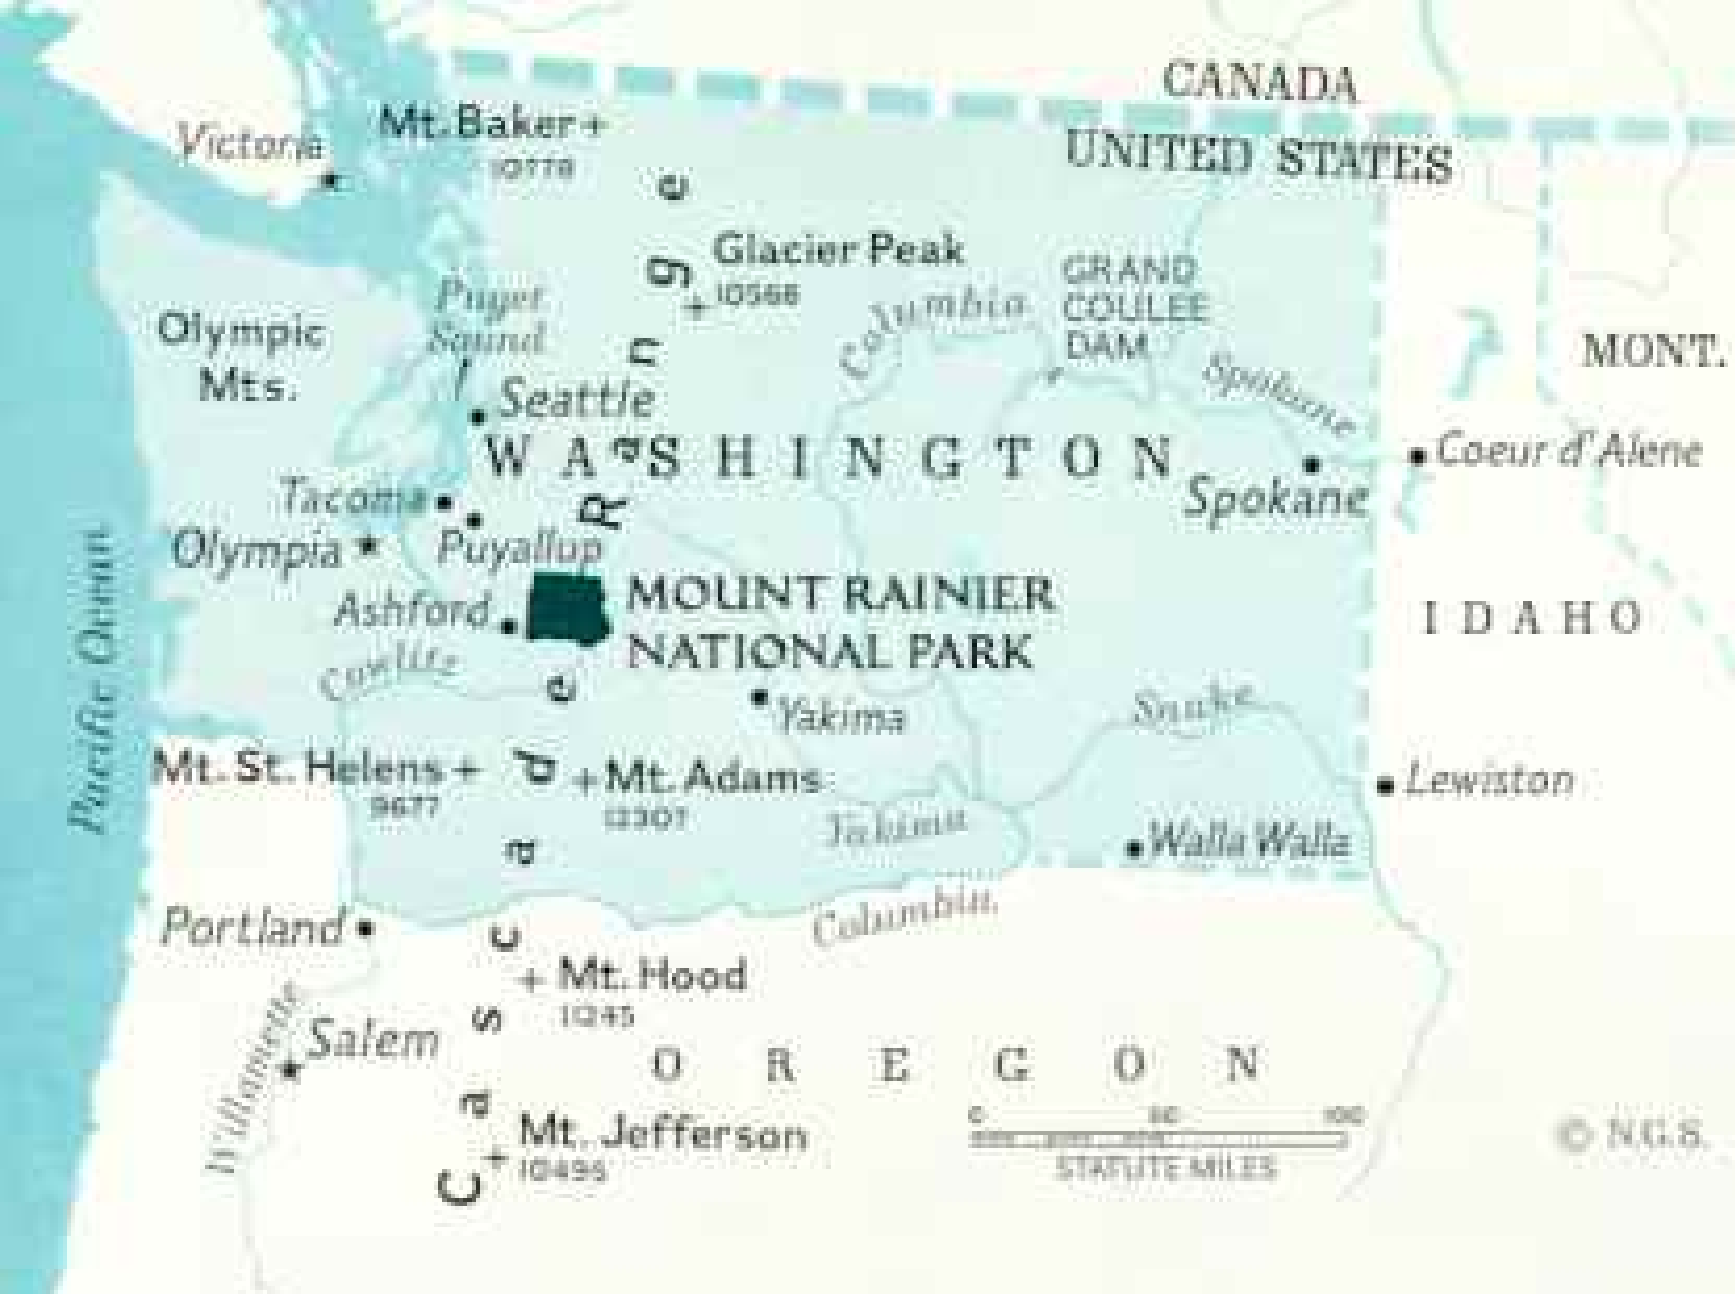 CANADA
UNITED STATES
Victoria
Mt. Baker+
10778
Glacier Peak
+ 10568
Puget
Sound
Olympic
Mts.
Columbia
GRAND
COULEE
DAM
Spokane
MONT.
Seattle
WASHINGTON
Coeur d'Alene
Spokane
Tacoma
Olympia
Puyallup
MOUNT RAINIER
NATIONAL PARK
Ashford
IDAHO
Cowlitz
Pacific Ocean
Yakima
Snake
Mt. St. Helens +
9677
+Mt. Adams
12307
Lewiston
Yakima
Walla Walla
Portland
Columbia
+ Mt. Hood
11245
Willamette
Salem
OREGON
Cascade Range
+ Mt. Jefferson
10495
0 50 100
STATUTE MILES
© N.G.S.